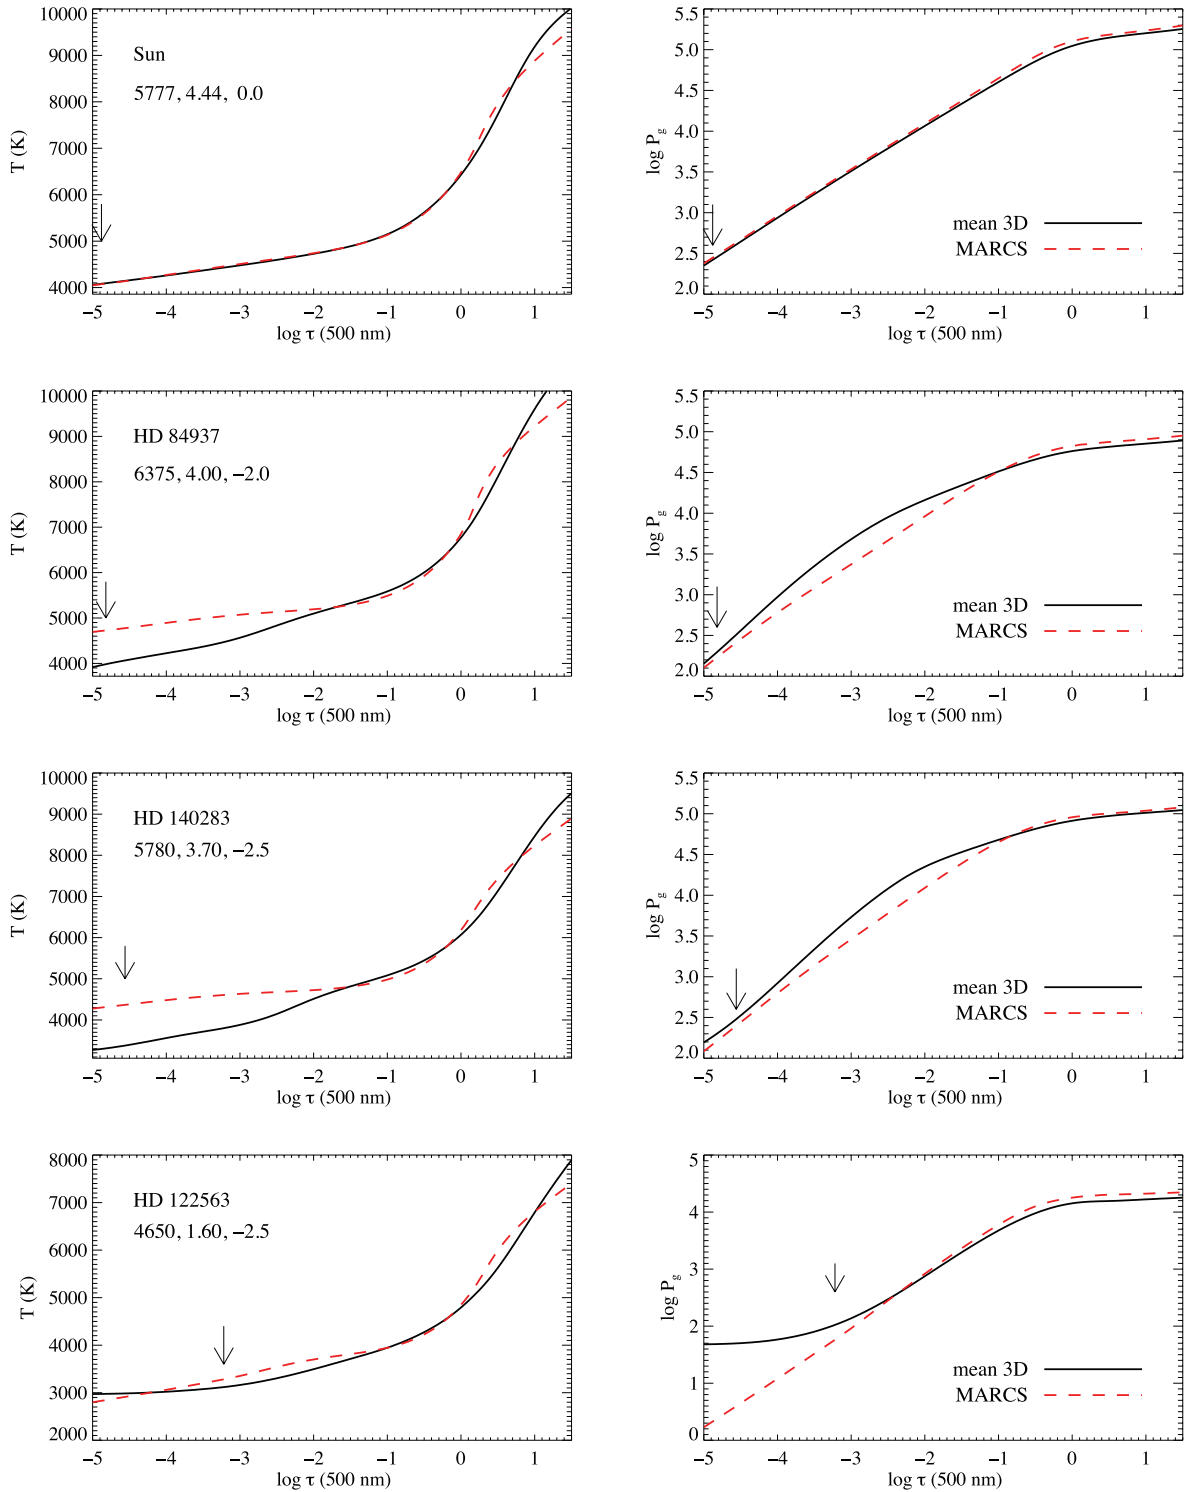 10000
9000
8000
7000
6000
5000
4000
T (K)
Sun
5777, 4.44, 0.0
−5 −4 −3 −2 −1 0 1
log τ (500 nm)
5.5
5.0
4.5
4.0
3.5
3.0
2.5
2.0
log Pg
mean 3D
MARCS
−5 −4 −3 −2 −1 0 1
log τ (500 nm)
10000
9000
8000
7000
6000
5000
4000
T (K)
HD 84937
6375, 4.00, −2.0
−5 −4 −3 −2 −1 0 1
log τ (500 nm)
5.5
5.0
4.5
4.0
3.5
3.0
2.5
2.0
log Pg
mean 3D
MARCS
−5 −4 −3 −2 −1 0 1
log τ (500 nm)
10000
9000
8000
7000
6000
5000
4000
T (K)
HD 140283
5780, 3.70, −2.5
−5 −4 −3 −2 −1 0 1
log τ (500 nm)
5.5
5.0
4.5
4.0
3.5
3.0
2.5
2.0
log Pg
mean 3D
MARCS
−5 −4 −3 −2 −1 0 1
log τ (500 nm)
8000
7000
6000
5000
4000
3000
2000
T (K)
HD 122563
4650, 1.60, −2.5
−5 −4 −3 −2 −1 0 1
log τ (500 nm)
5
4
3
2
1
0
log Pg
mean 3D
MARCS
−5 −4 −3 −2 −1 0 1
log τ (500 nm)